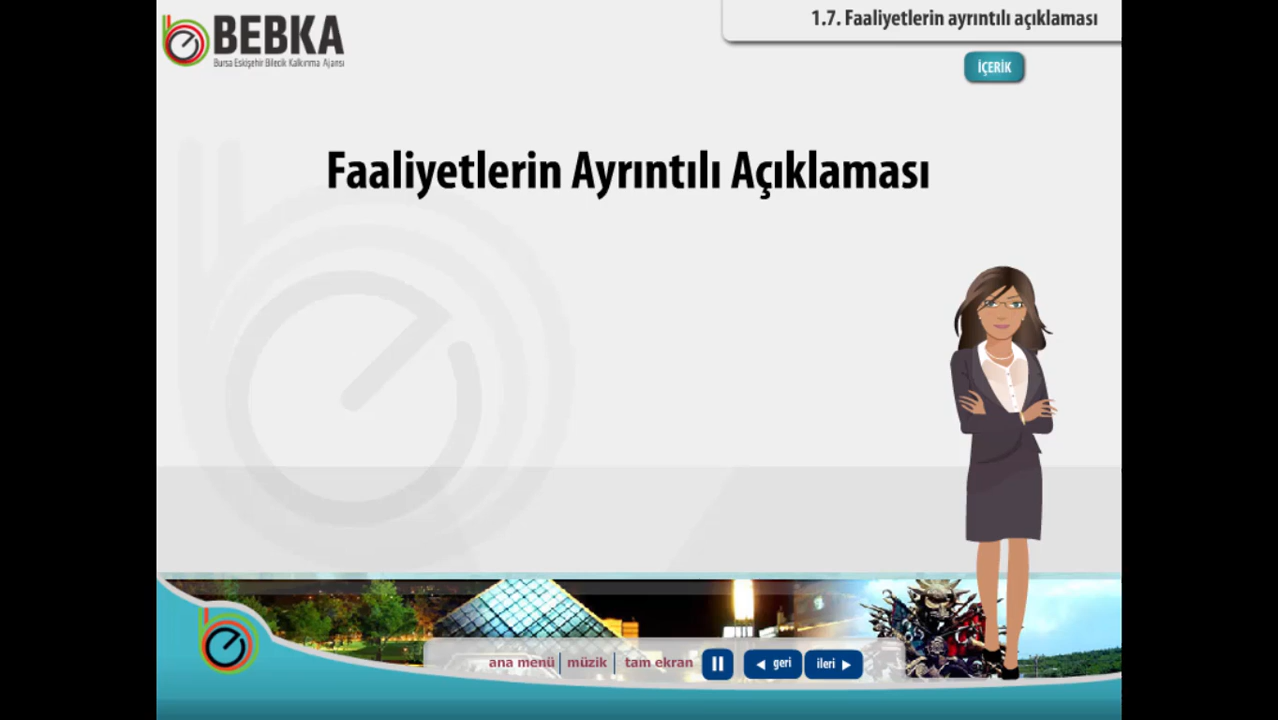 BEBKA
Bursa Eskişehir Bilecik Kalkınma Ajansı
1.7. Faaliyetlerin ayrıntılı açıklaması
İÇERİK
Faaliyetlerin Ayrıntılı Açıklaması
ana menü | müzik | tam ekran
geri
ileri